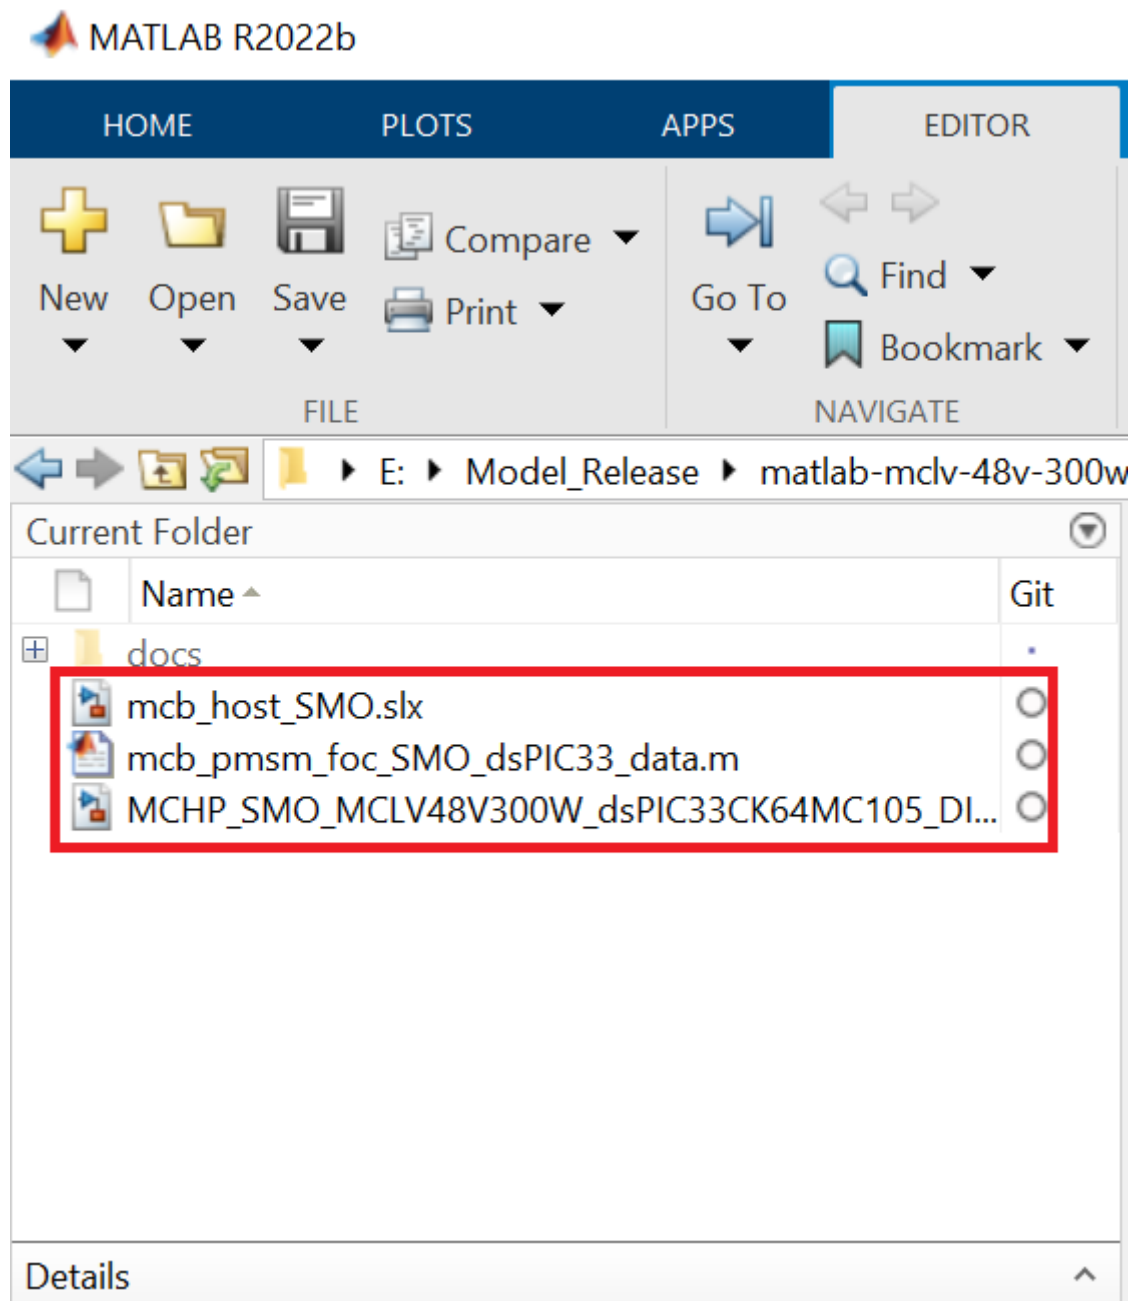 MATLAB R2022b
HOME PLOTS APPS EDITOR
New Open Save Compare Print Go To Find Bookmark
FILE NAVIGATE
E: Model_Release matlab-mclv-48v-300w
Current Folder
Name Git
docs
mcb_host_SMO.slx
mcb_pmsm_foc_SMO_dsPIC33_data.m
MCHP_SMO_MCLV48V300W_dsPIC33CK64MC105_DI...
Details